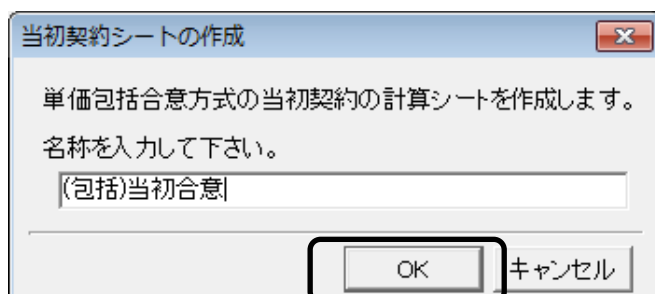 当初契約シートの作成
単価包括合意方式の当初契約の計算シートを作成します。
名称を入力して下さい。
(包括)当初合意
OK キャンセル